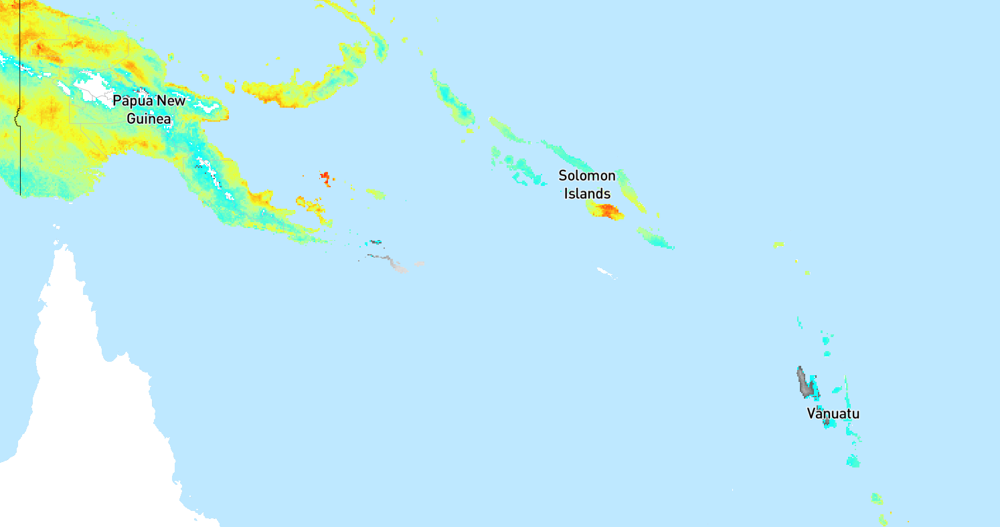 Papua New
Guinea
Solomon
Islands
Vanuatu